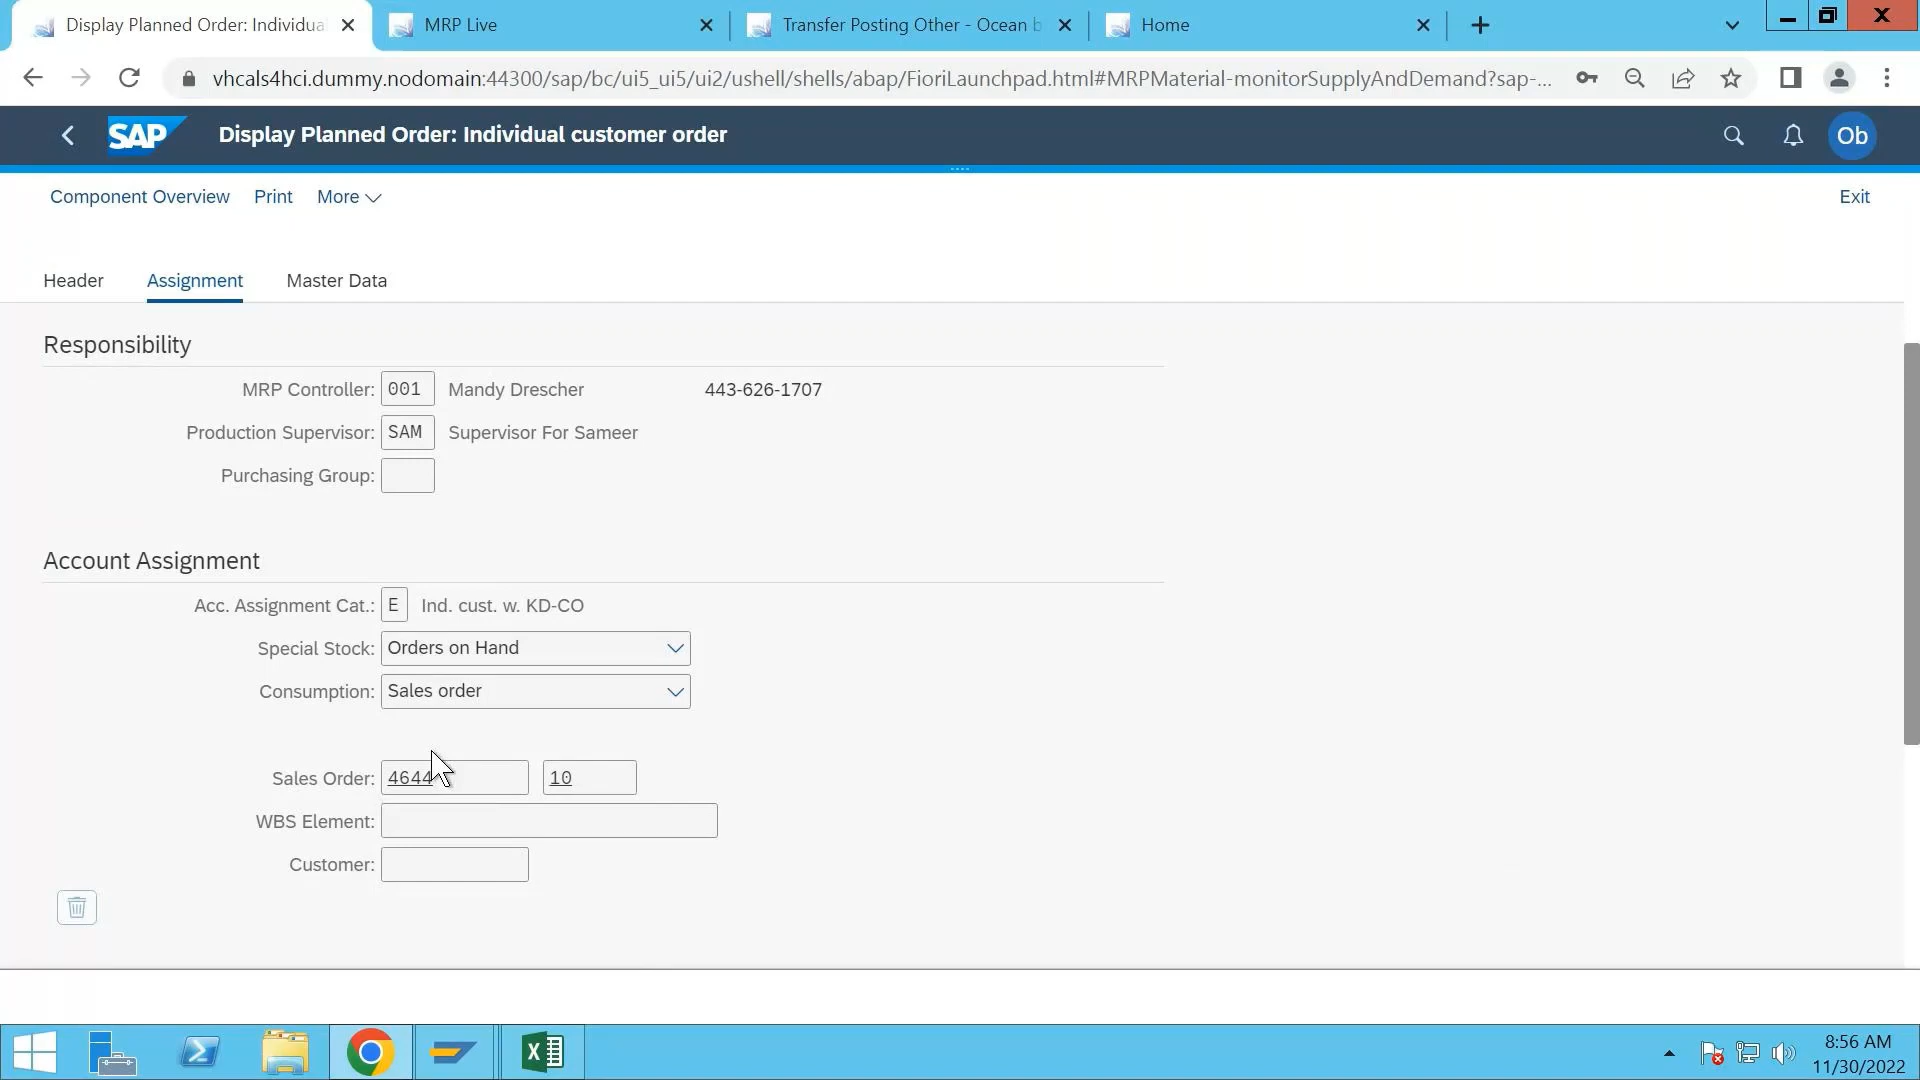 Display Planned Order: Individua
MRP Live
Transfer Posting Other - Ocean b
Home
vhcals4hci.dummy.nodomain:44300/sap/bc/ui5_ui5/ui2/ushell/shells/abap/FioriLaunchpad.html#MRPMaterial-monitorSupplyAndDemand?sap-...
SAP
Display Planned Order: Individual customer order
Ob
Component Overview
Print
More
Exit
Header
Assignment
Master Data
Responsibility
MRP Controller: 001 Mandy Drescher 443-626-1707
Production Supervisor: SAM Supervisor For Sameer
Purchasing Group:
Account Assignment
Acc. Assignment Cat.: E Ind. cust. w. KD-CO
Special Stock: Orders on Hand
Consumption: Sales order
Sales Order: 4644 10
WBS Element:
Customer:
8:56 AM
11/30/2022